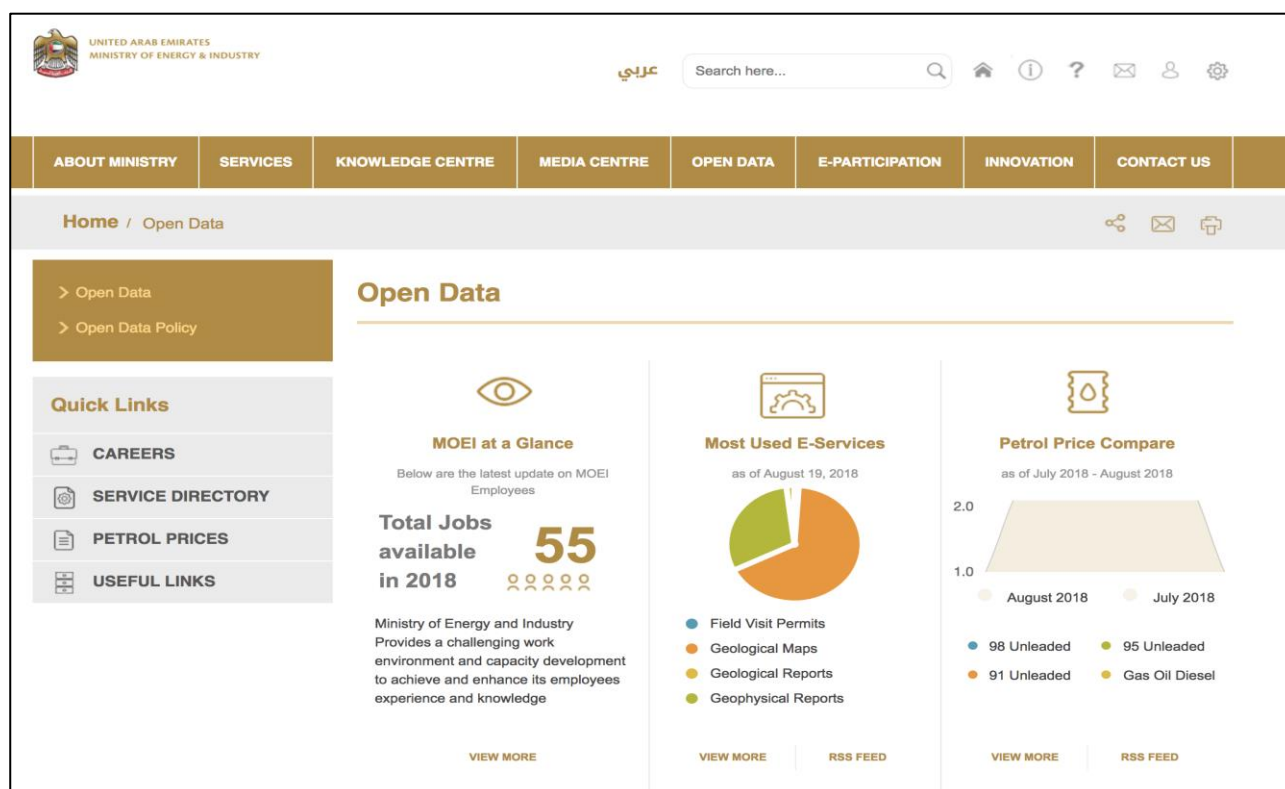 UNITED ARAB EMIRATES
MINISTRY OF ENERGY & INDUSTRY
عربي
Search here...
?
ABOUT MINISTRY
SERVICES
KNOWLEDGE CENTRE
MEDIA CENTRE
OPEN DATA
E-PARTICIPATION
INNOVATION
CONTACT US
Home / Open Data
> Open Data
> Open Data Policy
Quick Links
CAREERS
SERVICE DIRECTORY
PETROL PRICES
USEFUL LINKS
Open Data
MOEI at a Glance
Below are the latest update on MOEI
Employees
Total Jobs
available
in 2018
55
Ministry of Energy and Industry
Provides a challenging work
environment and capacity development
to achieve and enhance its employees
experience and knowledge
VIEW MORE
Most Used E-Services
as of August 19, 2018
Field Visit Permits
Geological Maps
Geological Reports
Geophysical Reports
VIEW MORE
RSS FEED
Petrol Price Compare
as of July 2018 - August 2018
2.0
1.0
August 2018
July 2018
98 Unleaded
95 Unleaded
91 Unleaded
Gas Oil Diesel
VIEW MORE
RSS FEED